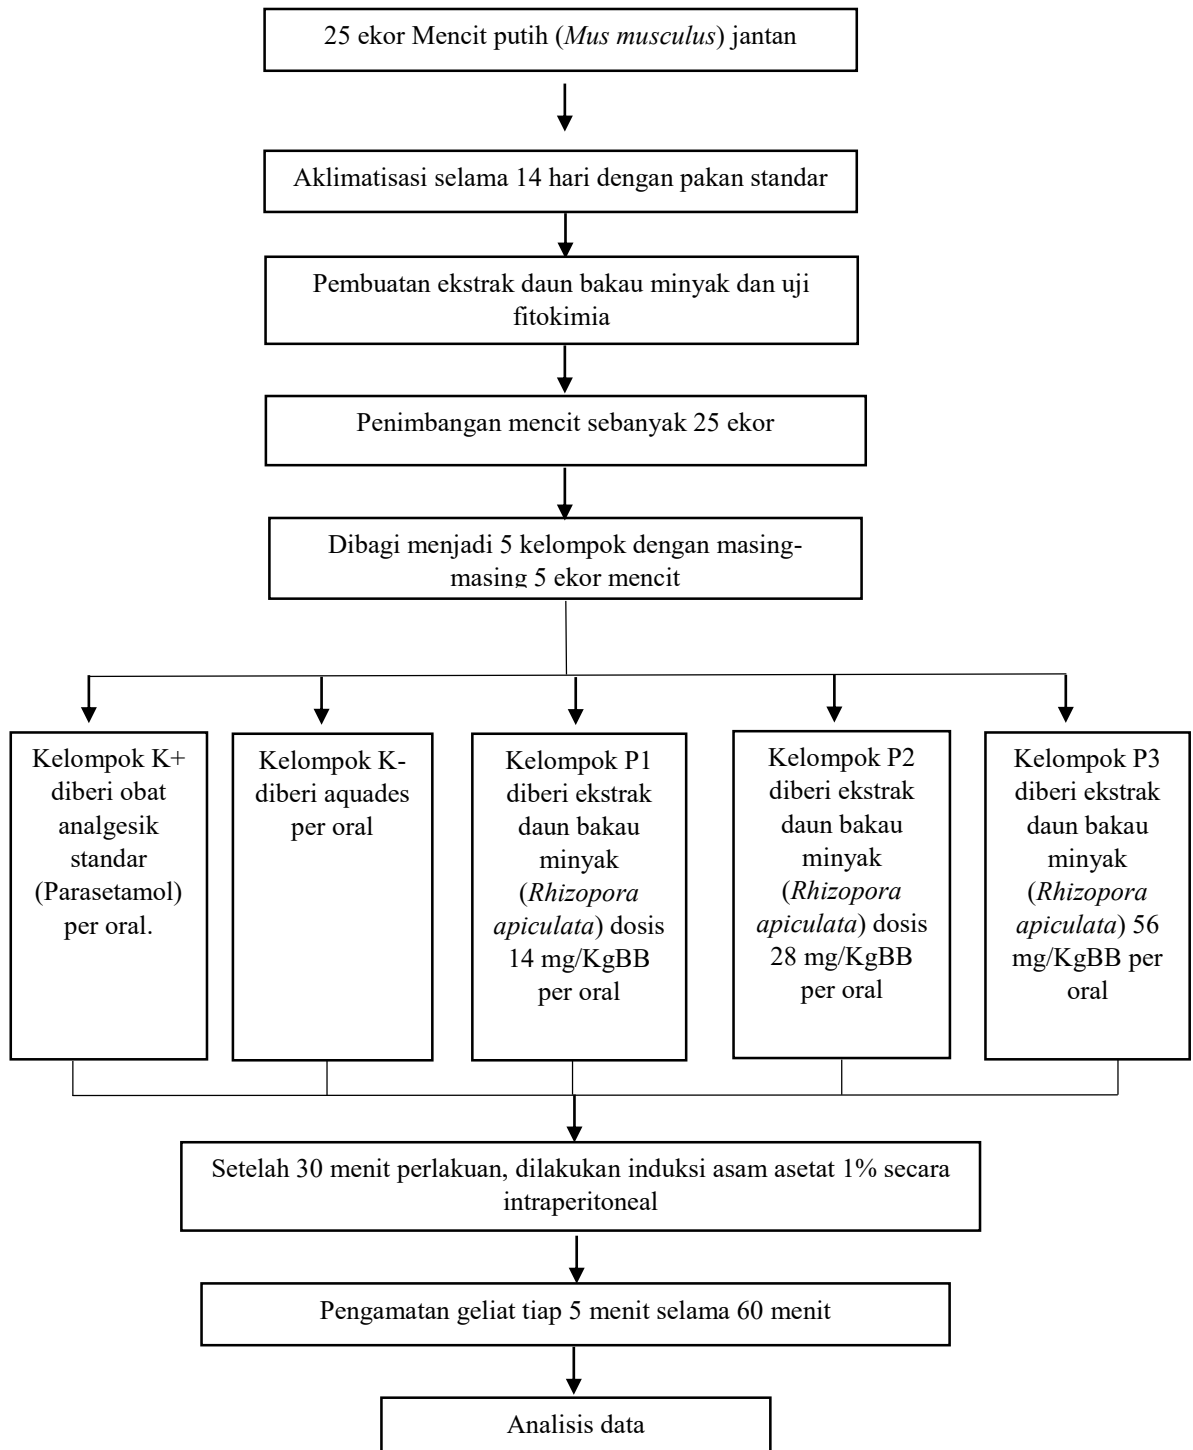 25 ekor Mencit putih (Mus musculus) jantan
Aklimatisasi selama 14 hari dengan pakan standar
Pembuatan ekstrak daun bakau minyak dan uji
fitokimia
Penimbangan mencit sebanyak 25 ekor
Dibagi menjadi 5 kelompok dengan masing-
masing 5 ekor mencit
Kelompok K+
diberi obat
analgesik
standar
(Parasetamol)
per oral.
Kelompok K-
diberi aquades
per oral
Kelompok P1
diberi ekstrak
daun bakau
minyak
(Rhizopora
apiculata) dosis
14 mg/KgBB
per oral
Kelompok P2
diberi ekstrak
daun bakau
minyak
(Rhizopora
apiculata) dosis
28 mg/KgBB
per oral
Kelompok P3
diberi ekstrak
daun bakau
minyak
(Rhizopora
apiculata) 56
mg/KgBB per
oral
Setelah 30 menit perlakuan, dilakukan induksi asam asetat 1% secara
intraperitoneal
Pengamatan geliat tiap 5 menit selama 60 menit
Analisis data